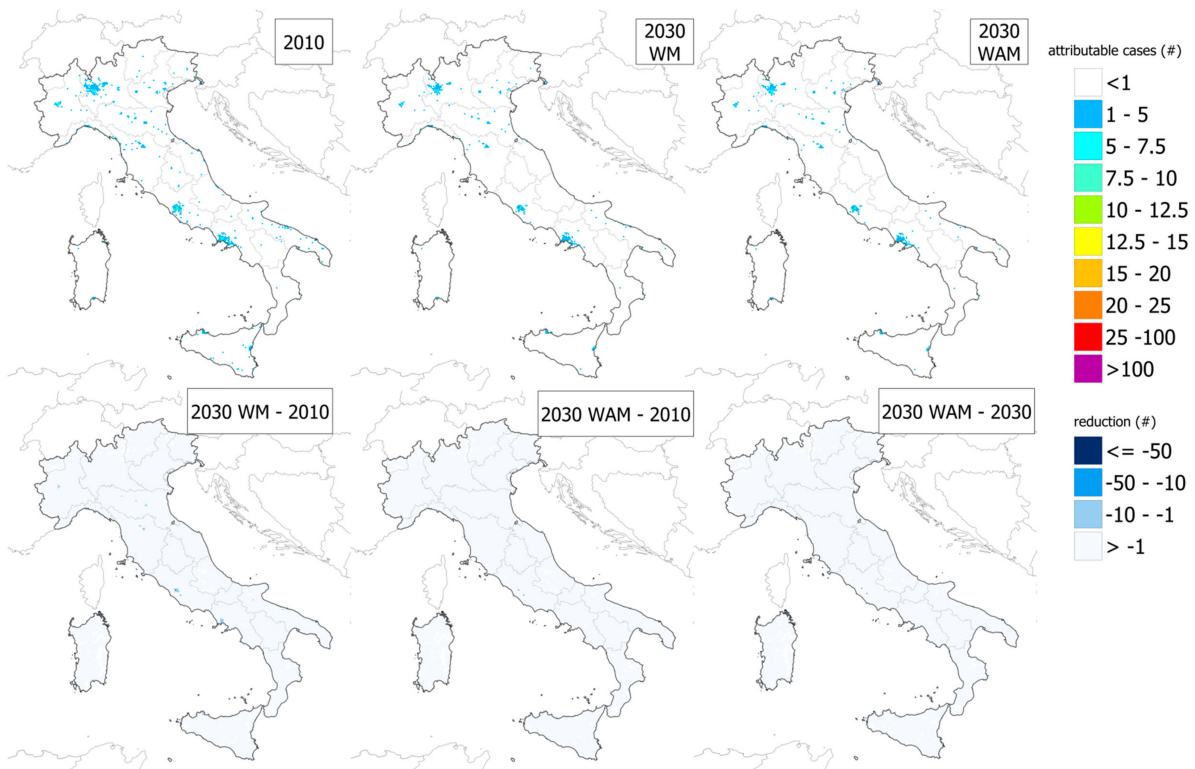 2010
2030
WM
2030
WAM
attributable cases (#)
<1
1 - 5
5 - 7.5
7.5 - 10
10 - 12.5
12.5 - 15
15 - 20
20 - 25
25 -100
>100
2030 WM - 2010
2030 WAM - 2010
2030 WAM - 2030
reduction (#)
<= -50
-50 - -10
-10 - -1
> -1